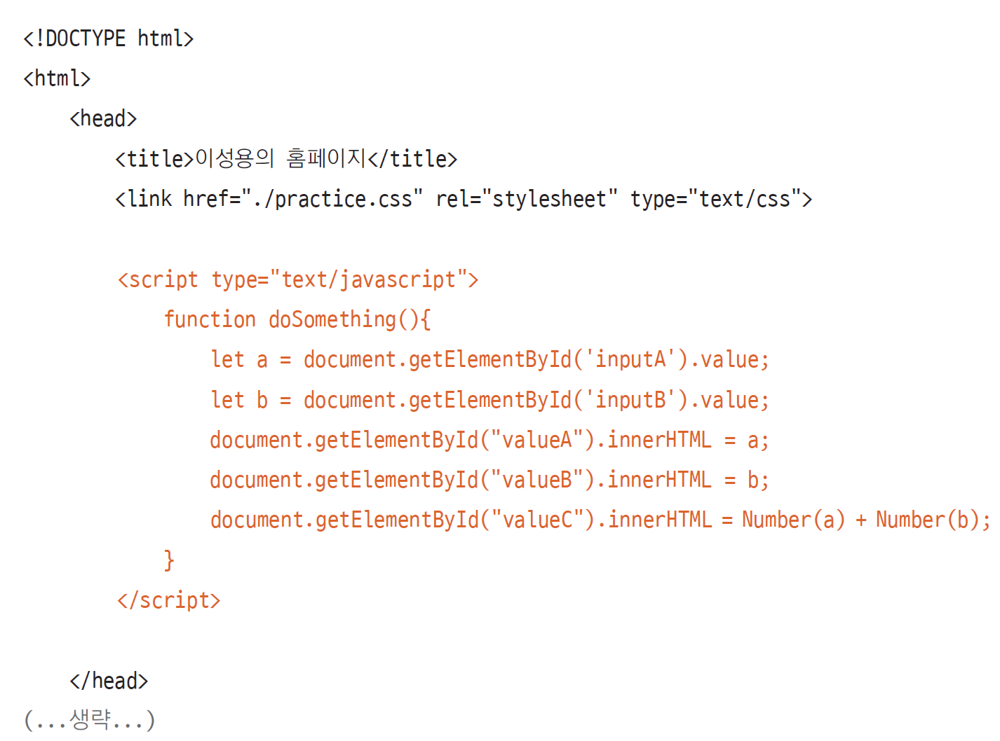 <!DOCTYPE html>
<html>
<head>
<title>이성용의 홈페이지</title>
<link href="./practice.css" rel="stylesheet" type="text/css">
<script type="text/javascript">
function doSomething(){
let a = document.getElementById('inputA').value;
let b = document.getElementById('inputB').value;
document.getElementById("valueA").innerHTML = a;
document.getElementById("valueB").innerHTML = b;
document.getElementById("valueC").innerHTML = Number(a) + Number(b);
}
</script>
</head>
(...생략...)